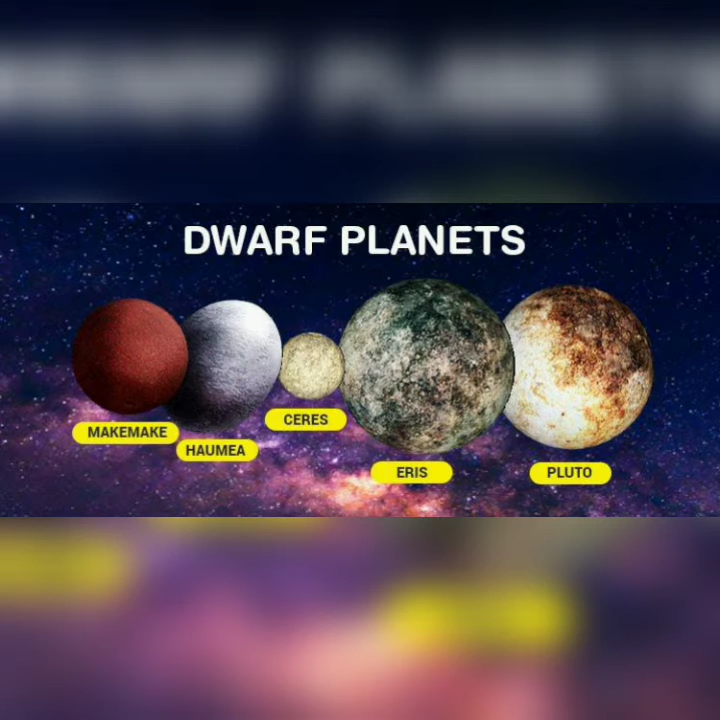 DWARF PLANETS
MAKEMAKE
HAUMEA
CERES
ERIS
PLUTO